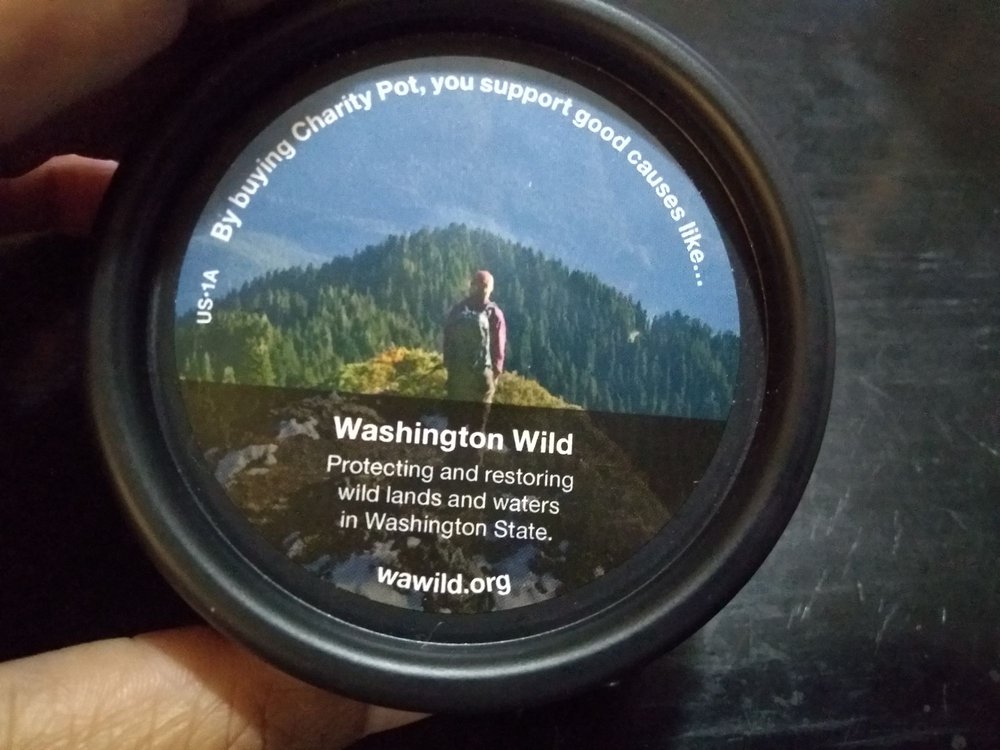 By buying Charity Pot, you support good causes like...
US•1A
Washington Wild
Protecting and restoring
wild lands and waters
in Washington State.
wawild.org